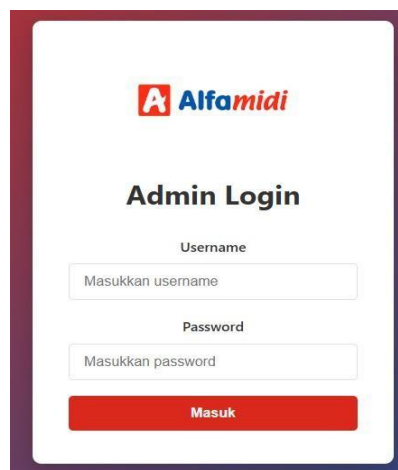 Alfamidi
Admin Login
Username
Masukkan username
Password
Masukkan password
Masuk